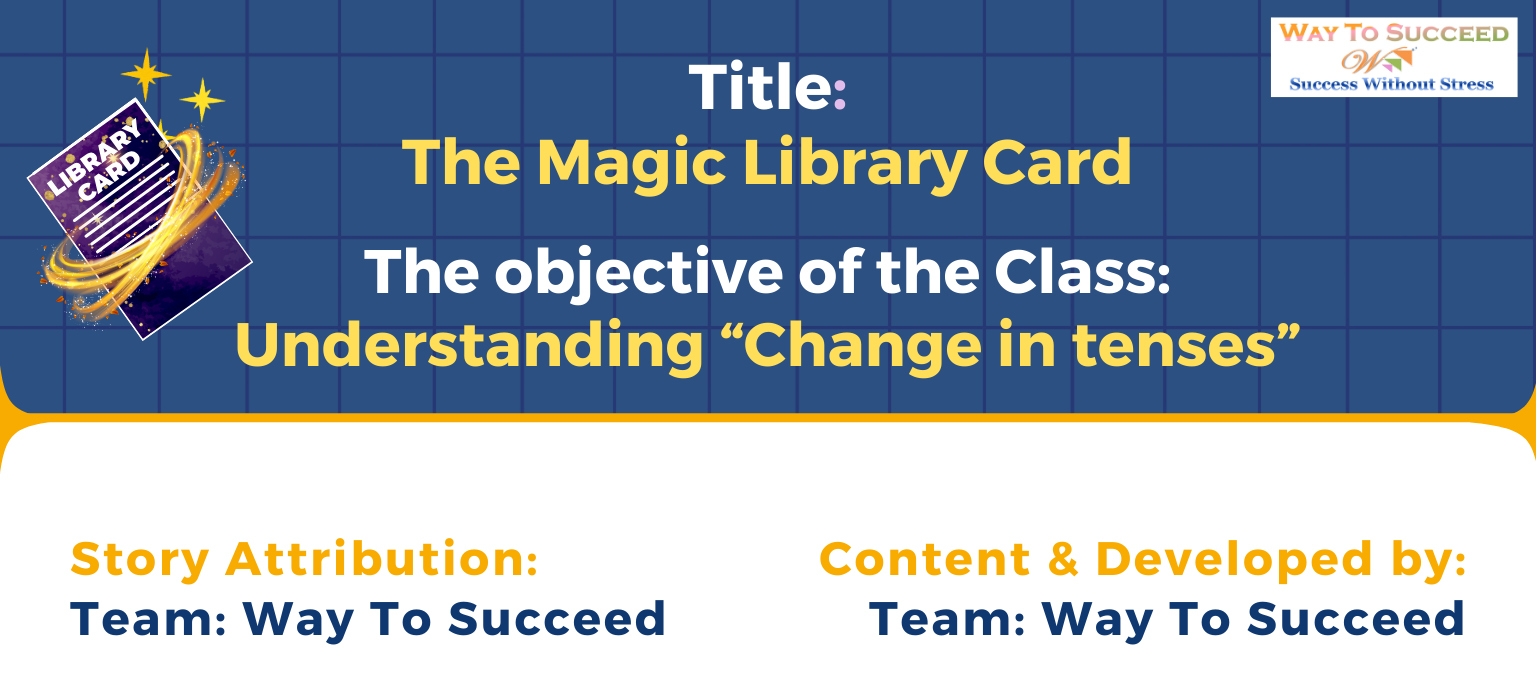 WAY TO SUCCEED
Success Without Stress
LIBRARY
CARD
Title:
The Magic Library Card
The objective of the Class:
Understanding “Change in tenses”
Story Attribution:
Team: Way To Succeed
Content & Developed by:
Team: Way To Succeed